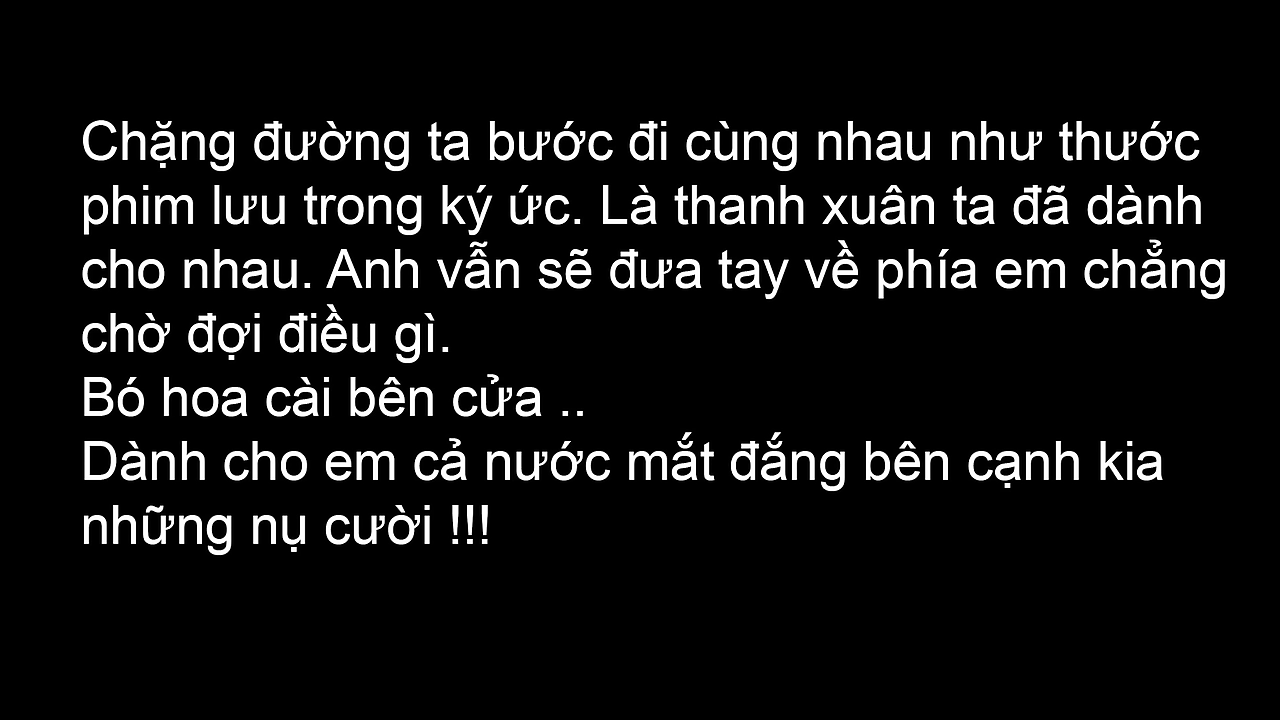 Chặng đường ta bước đi cùng nhau như thước
phim lưu trong ký ức. Là thanh xuân ta đã dành
cho nhau. Anh vẫn sẽ đưa tay về phía em chẳng
chờ đợi điều gì.
Bó hoa cài bên cửa ..
Dành cho em cả nước mắt đắng bên cạnh kia
những nụ cười !!!